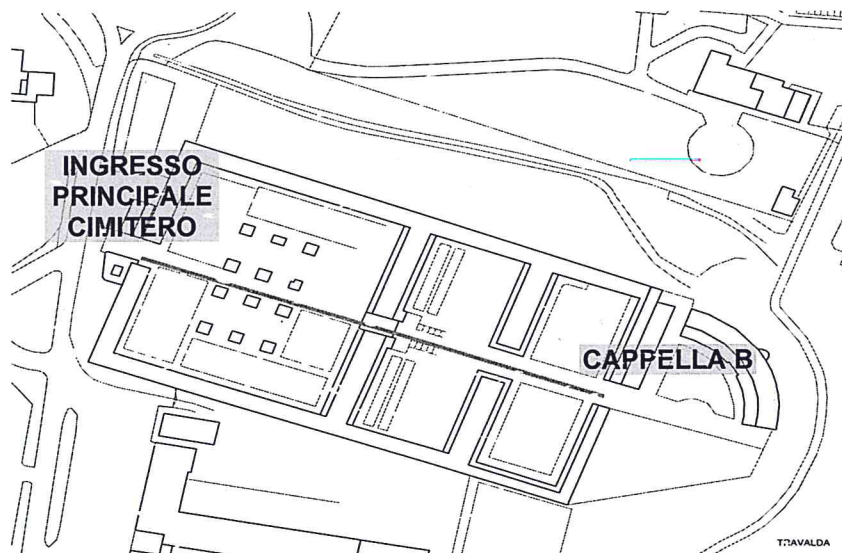 INGRESSO
PRINCIPALE
CIMITERO
CAPPELLA B
TRAVALDA